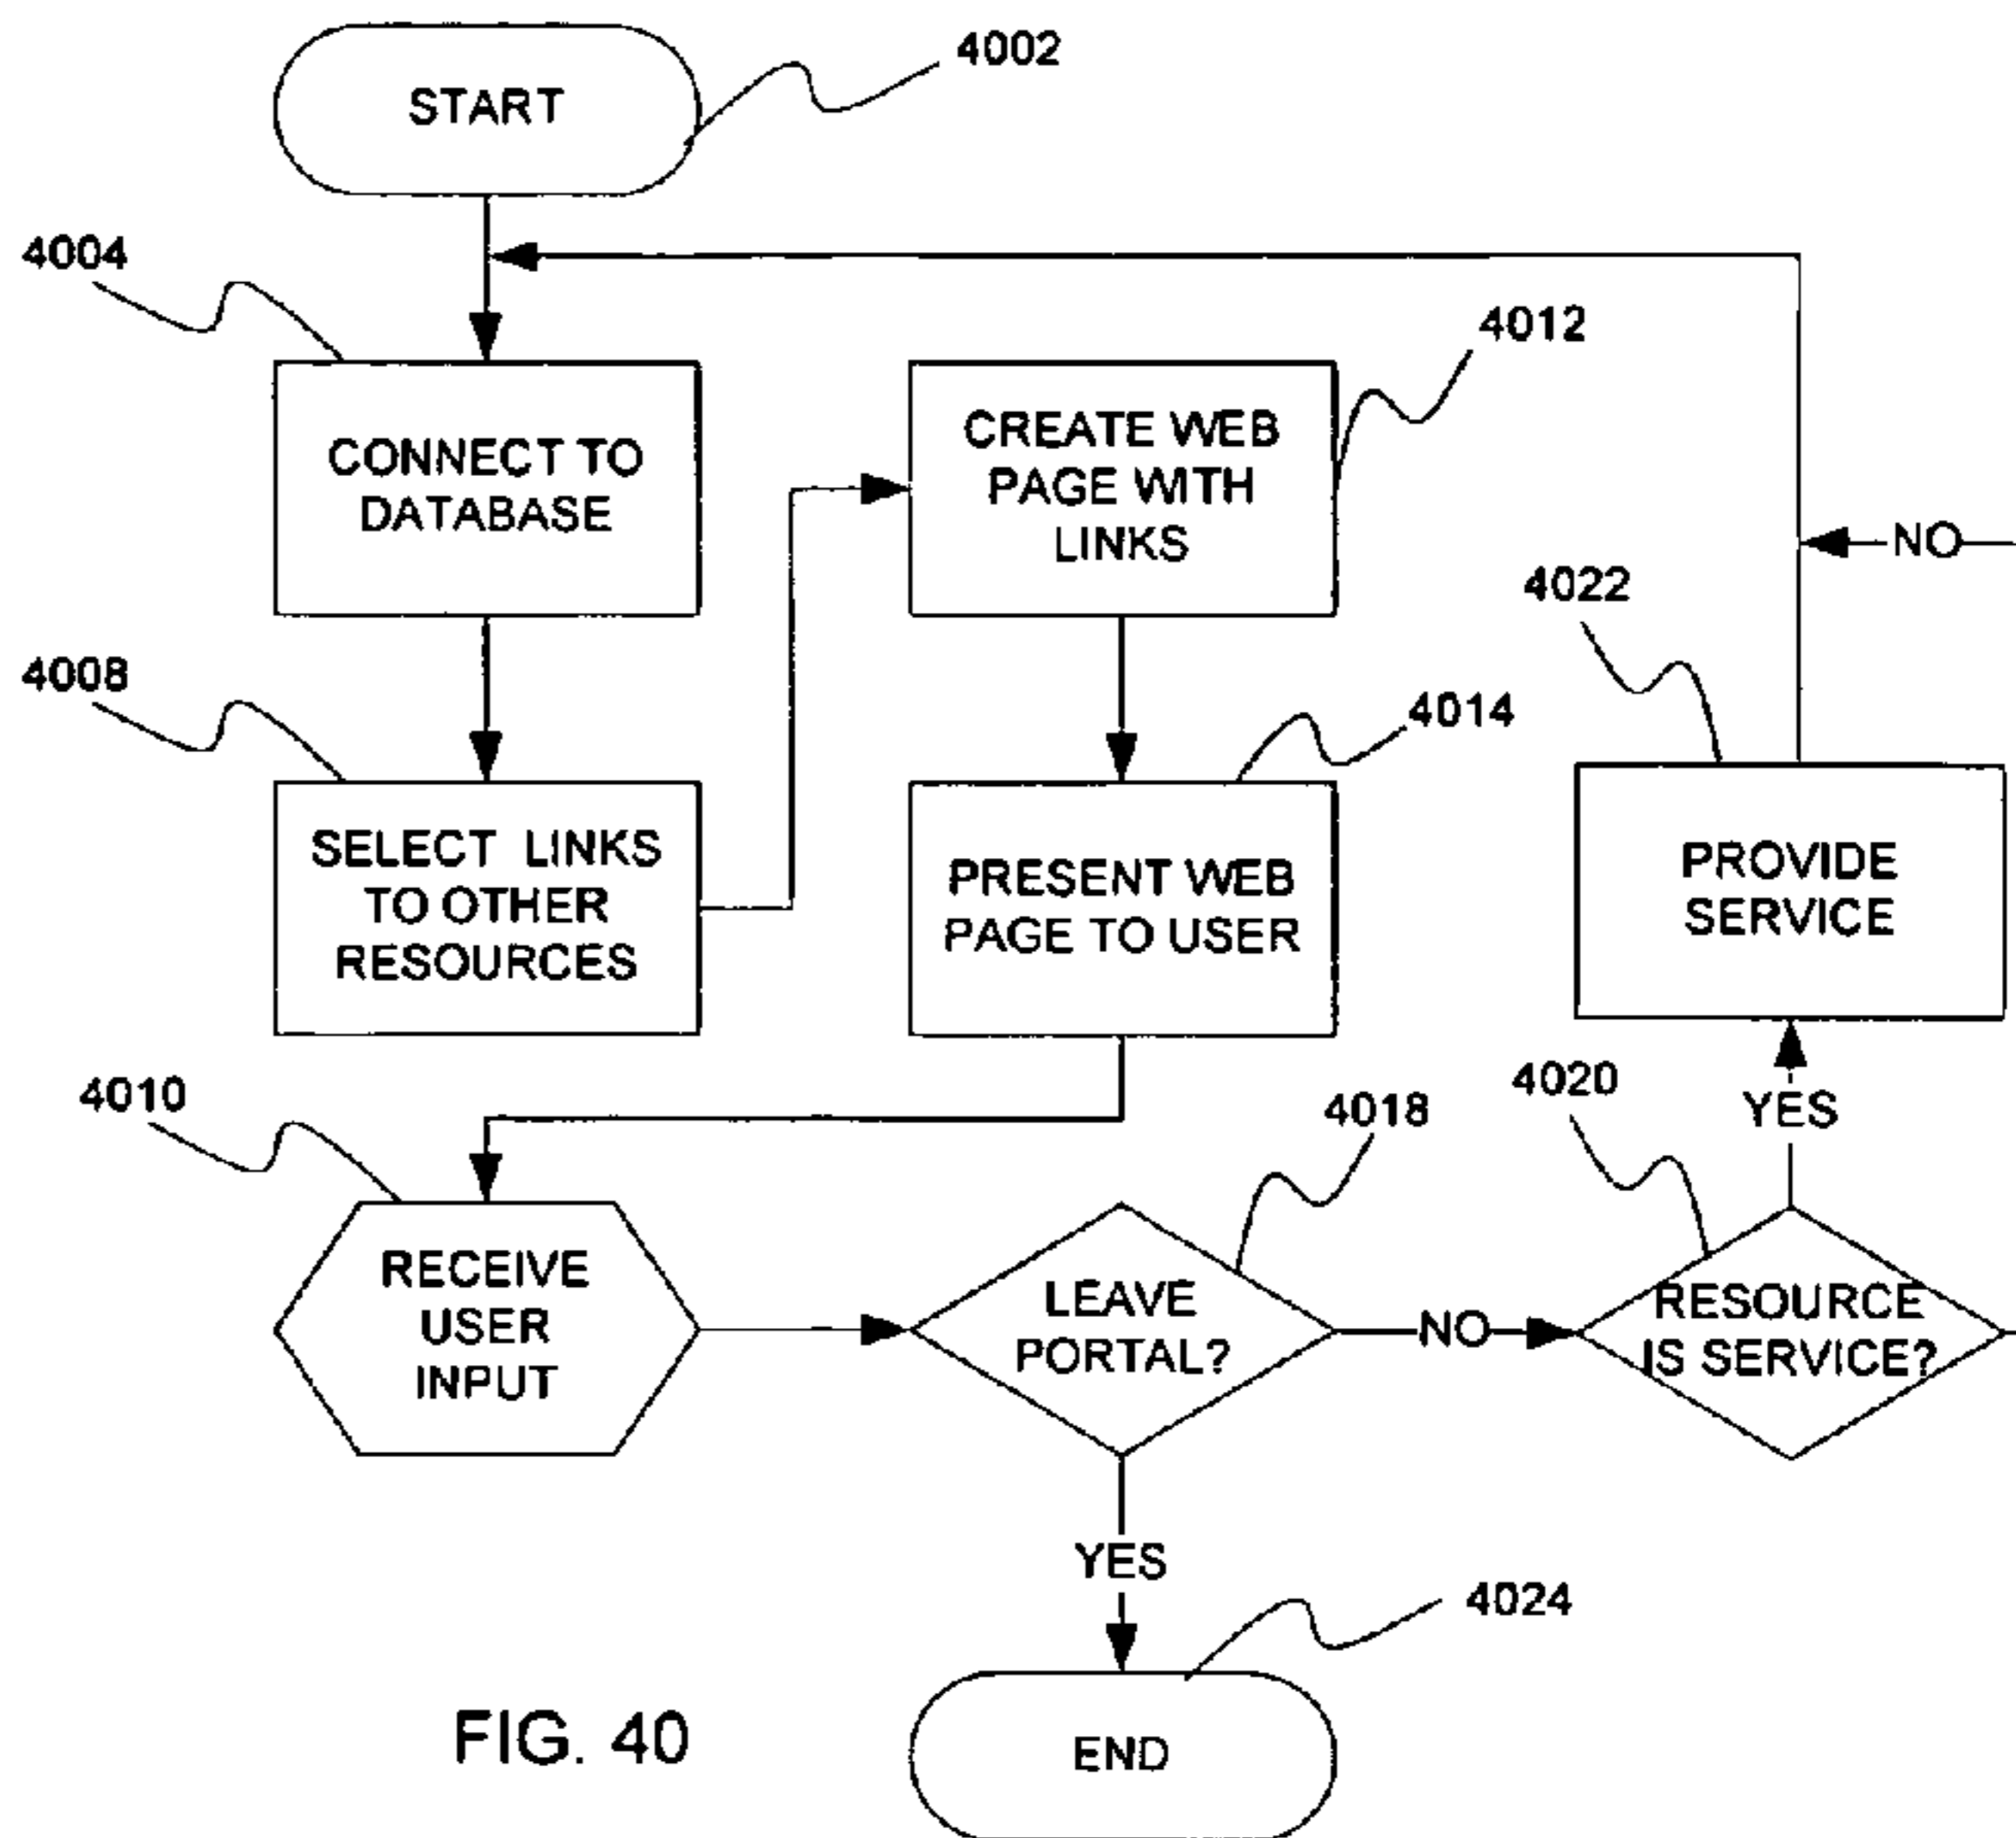 4002
START
4004
CONNECT TO
DATABASE
4008
SELECT LINKS
TO OTHER
RESOURCES
4012
CREATE WEB
PAGE WITH
LINKS
4014
PRESENT WEB
PAGE TO USER
4010
RECEIVE
USER
INPUT
4018
LEAVE
PORTAL?
NO
4020
RESOURCE
IS SERVICE?
YES
4022
PROVIDE
SERVICE
NO
YES
4024
END
FIG. 40